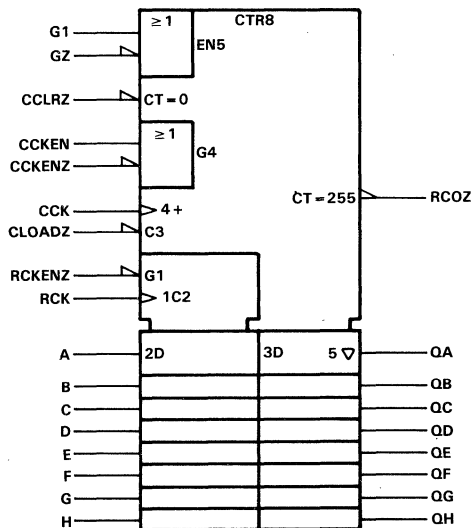 CTR8
G1 ≥1 EN5
GZ
CCLRZ CT=0
CCKEN ≥1 G4
CCKENZ
CT=255 RCOZ
CCK 4+
CLOADZ C3
RCKENZ G1
RCK 1C2
A 2D 3D 5 ▽ QA
B QB
C QC
D QD
E QE
F QF
G QG
H QH